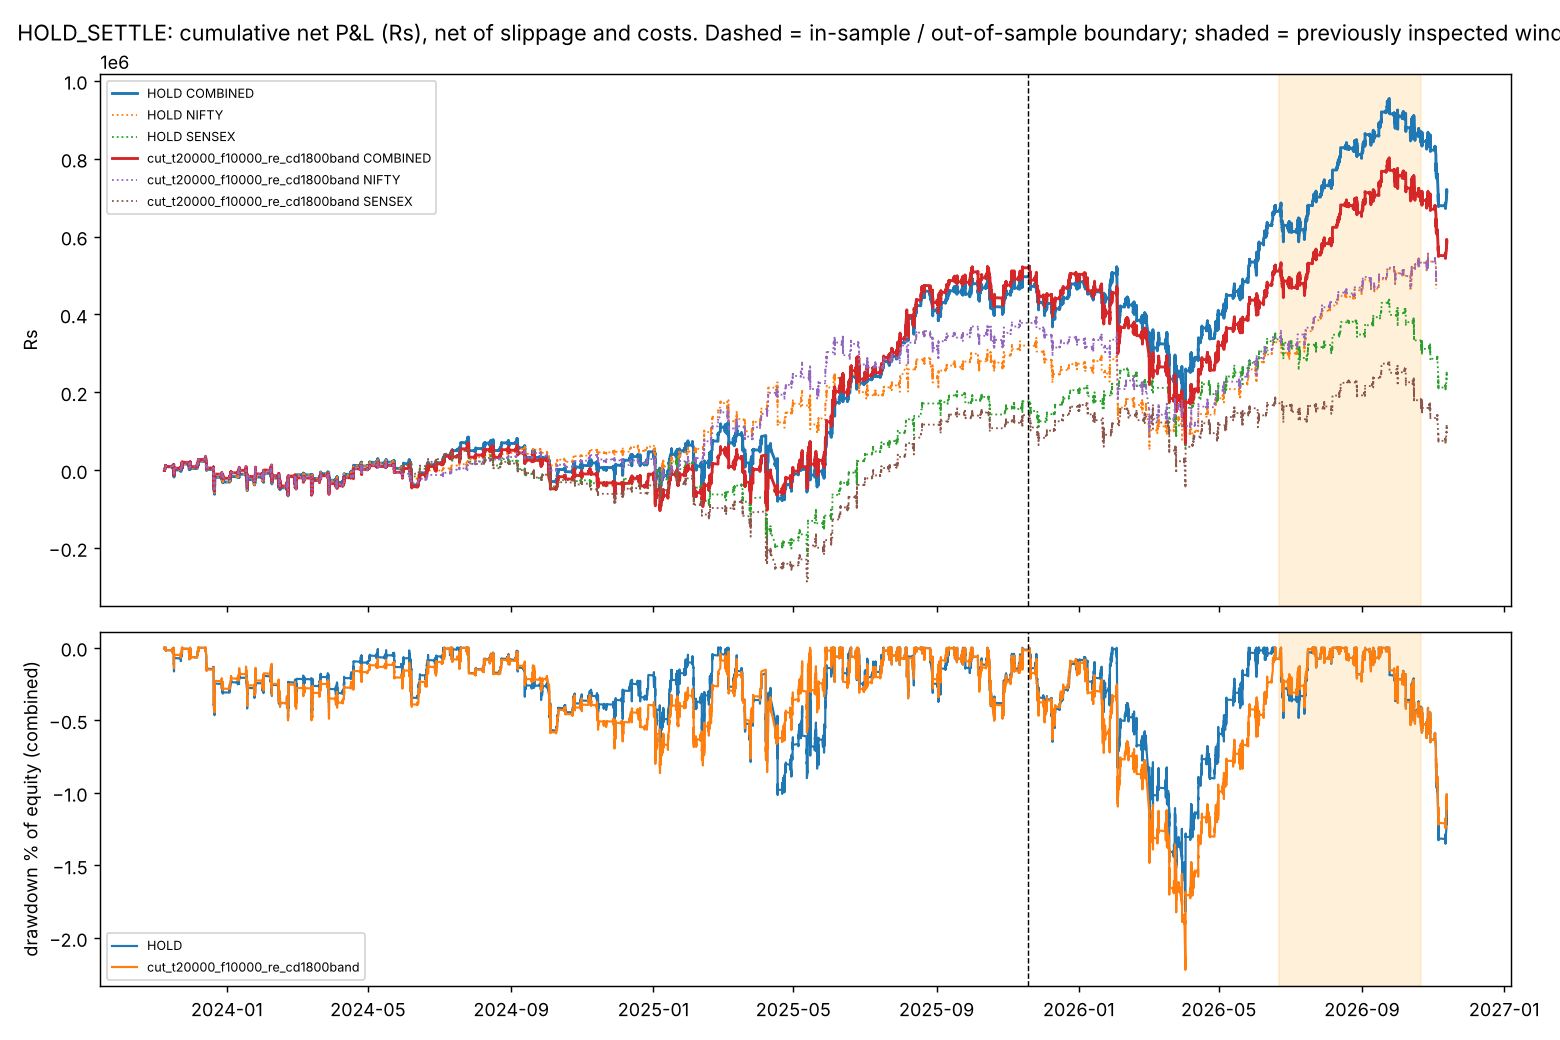 HOLD_SETTLE: cumulative net P&L (Rs), net of slippage and costs. Dashed = in-sample / out-of-sample boundary; shaded = previously inspected
1e6
1.0
0.8
0.6
0.4
0.2
0.0
−0.2
Rs
HOLD COMBINED
HOLD NIFTY
HOLD SENSEX
cut_t20000_f10000_re_cd1800band COMBINED
cut_t20000_f10000_re_cd1800band NIFTY
cut_t20000_f10000_re_cd1800band SENSEX
0.0
−0.5
−1.0
−1.5
−2.0
drawdown % of equity (combined)
HOLD
cut_t20000_f10000_re_cd1800band
2024-01 2024-05 2024-09 2025-01 2025-05 2025-09 2026-01 2026-05 2026-09 2027-01